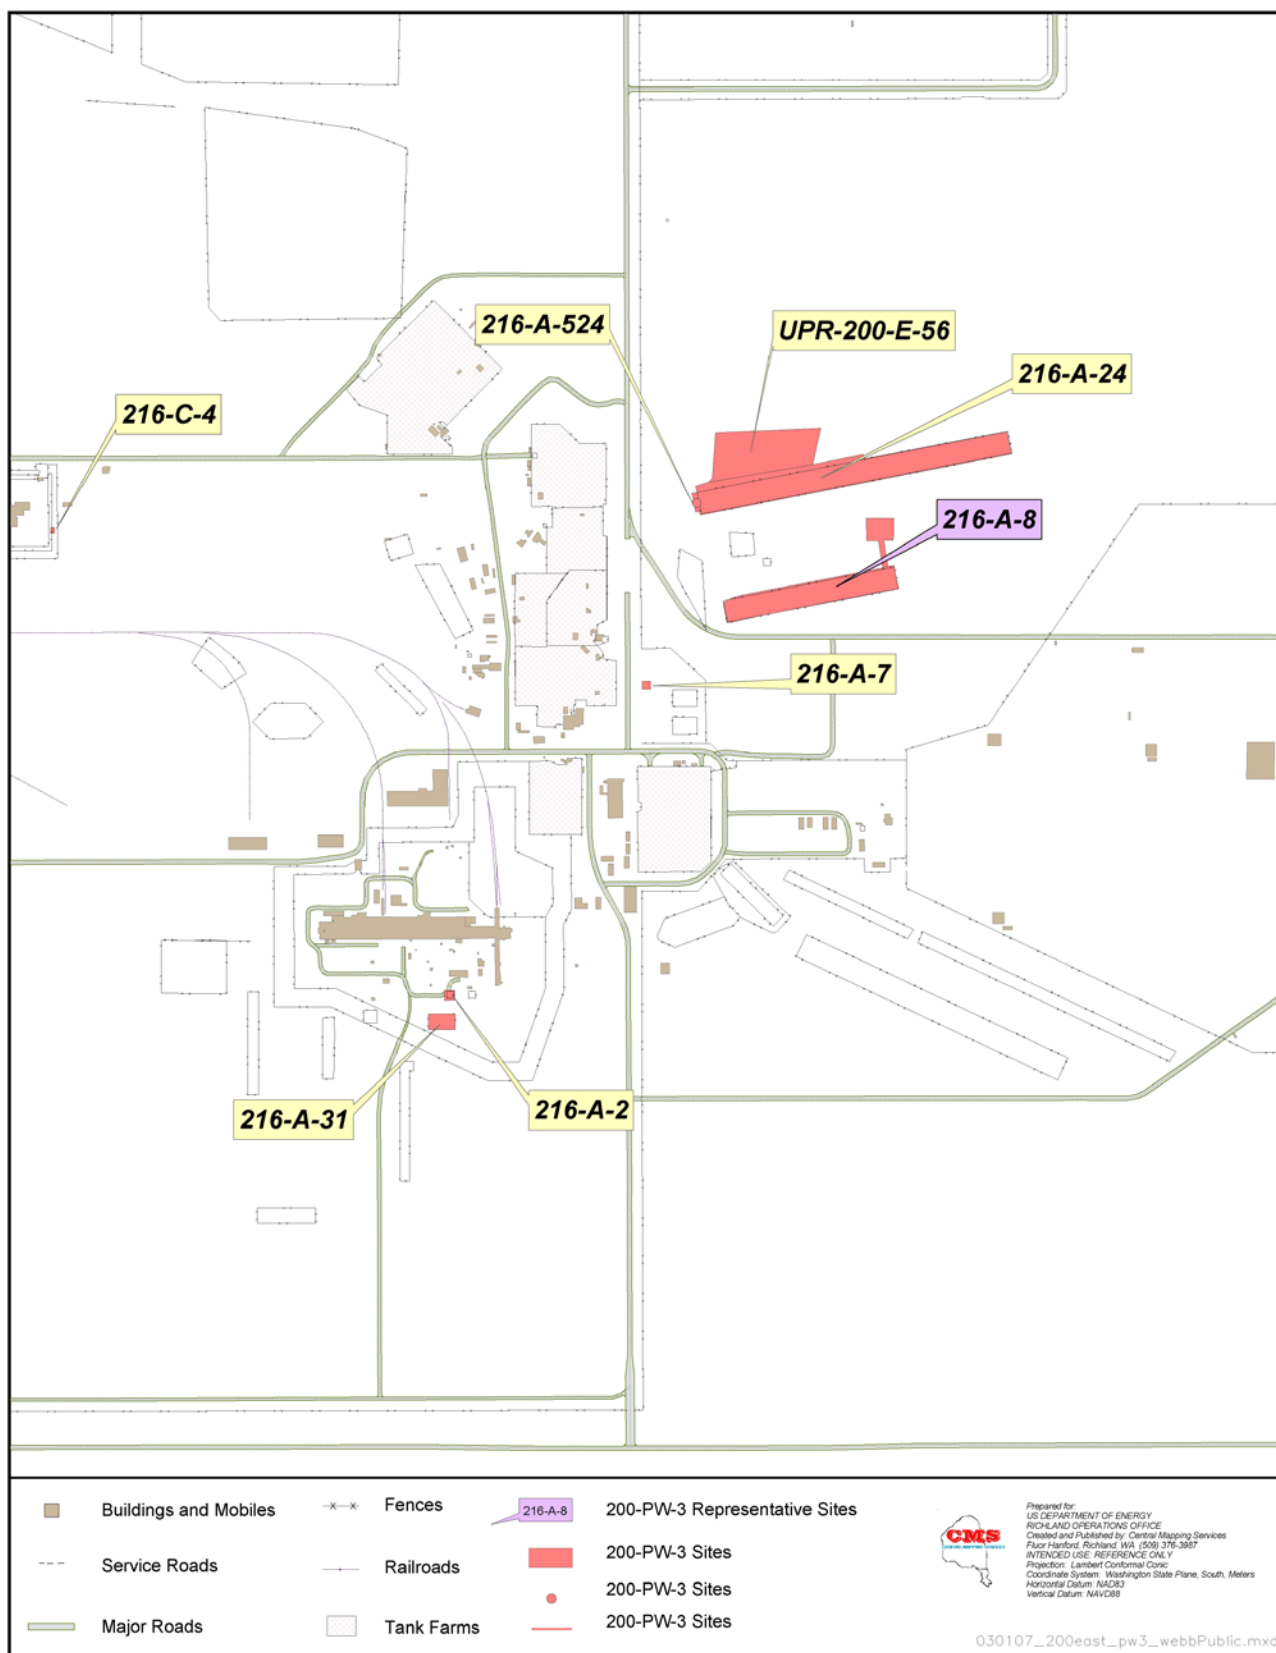 216-A-524
UPR-200-E-56
216-A-24
216-C-4
216-A-8
216-A-7
216-A-31
216-A-2
Buildings and Mobiles
Service Roads
Major Roads
Fences
Railroads
Tank Farms
216-A-8
200-PW-3 Representative Sites
200-PW-3 Sites
200-PW-3 Sites
200-PW-3 Sites
CMS
Prepared for:
US DEPARTMENT OF ENERGY
RICHLAND OPERATIONS OFFICE
Created and Published by: Central Mapping Services
Fluor Hanford, Richland, WA (509) 376-3987
INTENDED USE: REFERENCE ONLY
Projection: Lambert Conformal Conic
Coordinate System: Washington State Plane, South, Meters
Horizontal Datum: NAD83
Vertical Datum: NAVD88
030107_200east_pw3_webbPublic.mxd